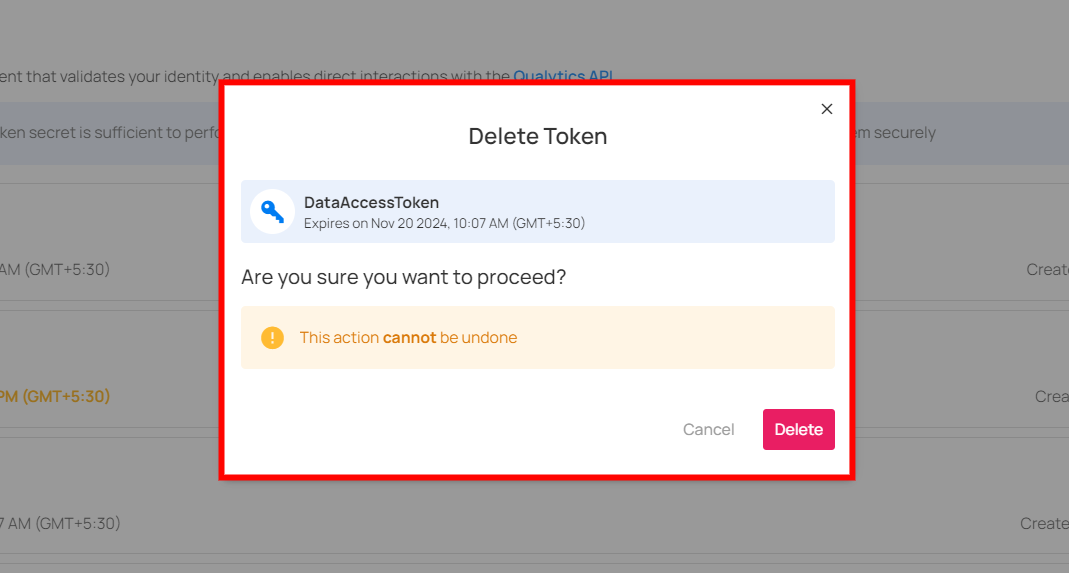 ent that validates your identity and enables direct interactions with the Qualytics API
ken secret is sufficient to perfo
em securely
Delete Token
DataAccessToken
Expires on Nov 20 2024, 10:07 AM (GMT+5:30)
AM (GMT+5:30)
Create
Are you sure you want to proceed?
This action cannot be undone
PM (GMT+5:30)
Crea
Cancel
Delete
7 AM (GMT+5:30)
Create